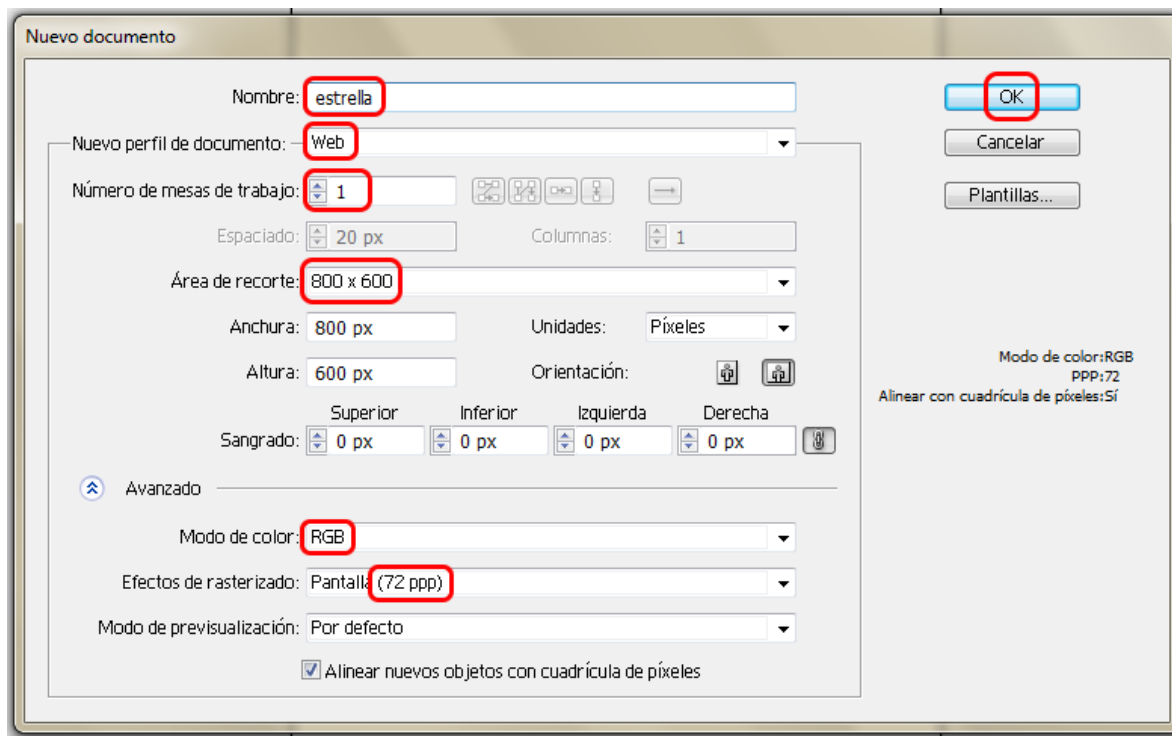 Nuevo documento
Nombre: estrella
OK
Nuevo perfil de documento: Web
Cancelar
Número de mesas de trabajo: 1
Plantillas...
Espaciado: 20 px Columnas: 1
Área de recorte: 800 x 600
Anchura: 800 px Unidades: Píxeles
Altura: 600 px Orientación:
Modo de color:RGB
PPP:72
Alinear con cuadrícula de píxeles:Sí
Superior Inferior Izquierda Derecha
Sangrado: 0 px 0 px 0 px 0 px
Avanzado
Modo de color: RGB
Efectos de rasterizado: Pantalla (72 ppp)
Modo de previsualización: Por defecto
Alinear nuevos objetos con cuadrícula de píxeles